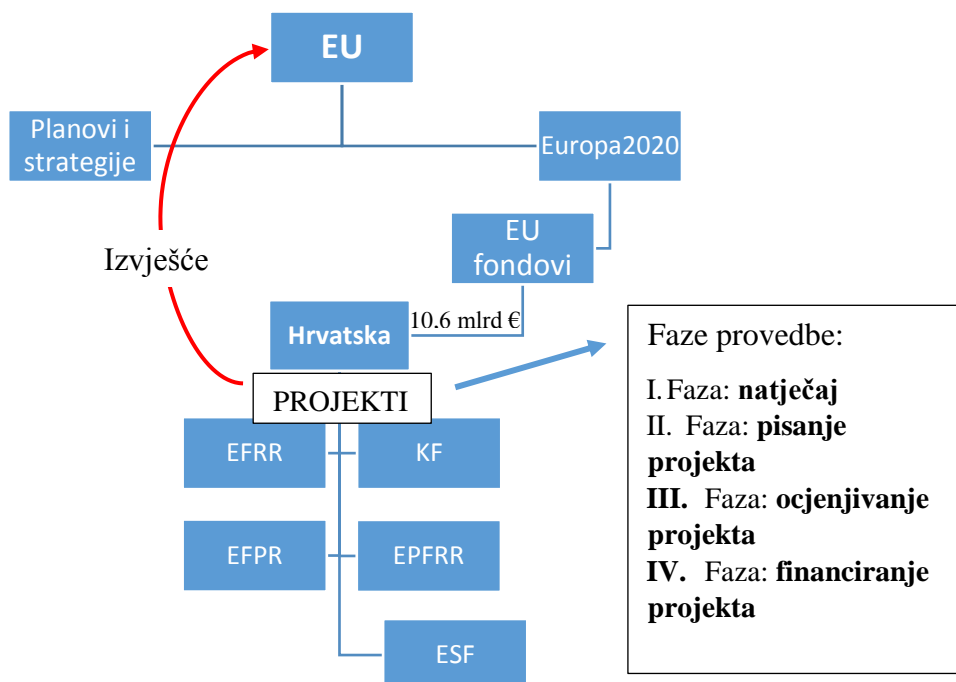 EU
Planovi i
strategije
Europa2020
EU
fondovi
Izvješće
Hrvatska
10.6 mlrd €
PROJEKTI
EFRR
KF
EFPR
EPFRR
ESF
Faze provedbe:
I. Faza: natječaj
II. Faza: pisanje
projekta
III. Faza: ocjenjivanje
projekta
IV. Faza: financiranje
projekta